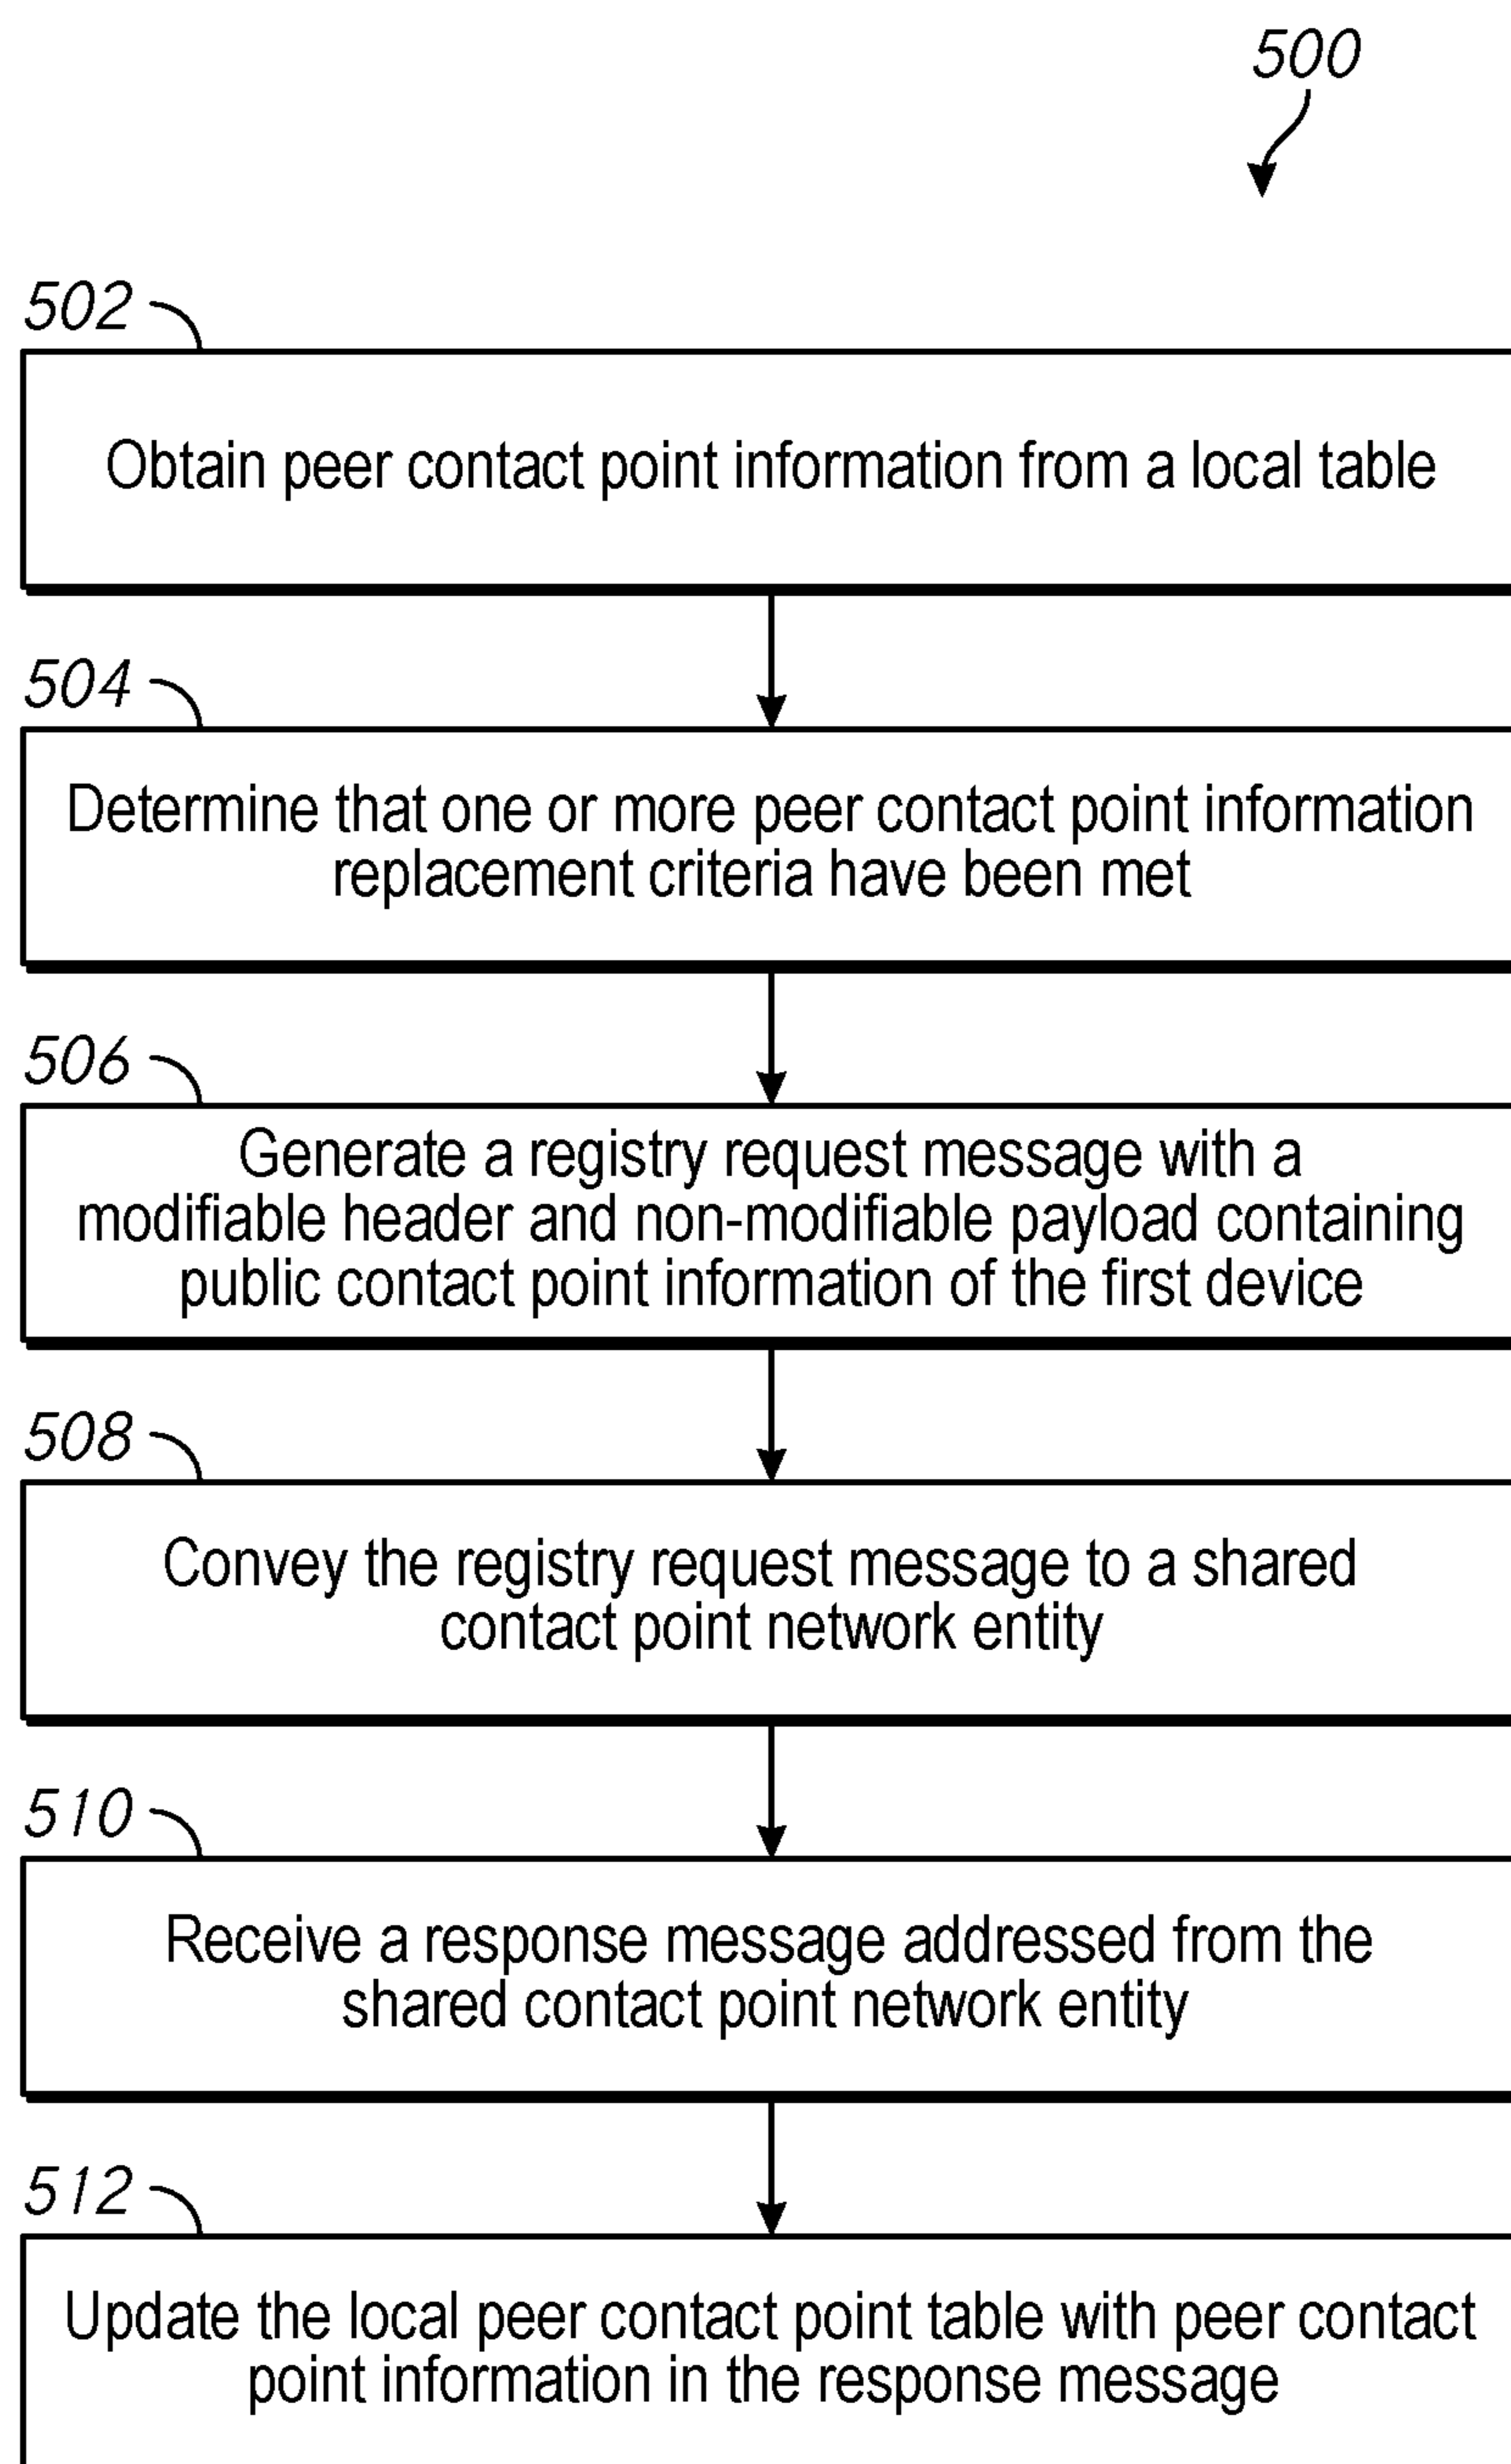 500
502
Obtain peer contact point information from a local table
504
Determine that one or more peer contact point information
replacement criteria have been met
506
Generate a registry request message with a
modifiable header and non-modifiable payload containing
public contact point information of the first device
508
Convey the registry request message to a shared
contact point network entity
510
Receive a response message addressed from the
shared contact point network entity
512
Update the local peer contact point table with peer contact
point information in the response message